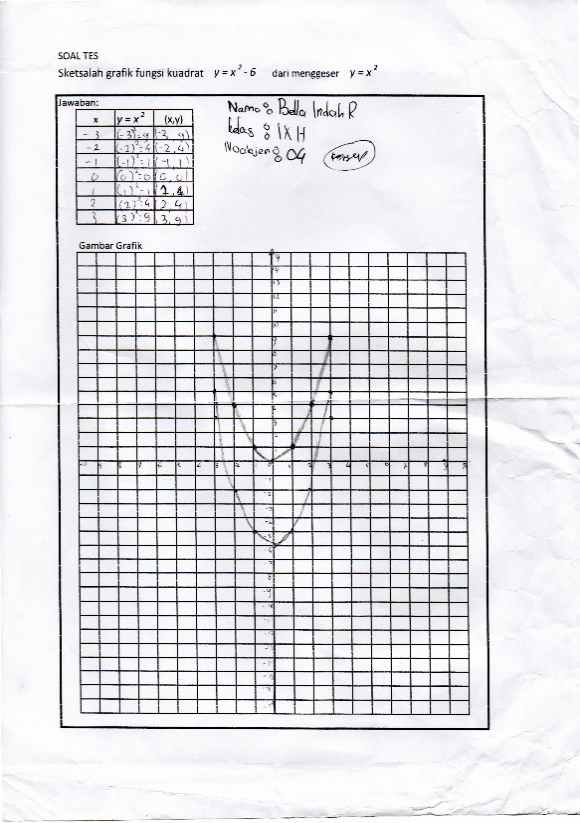 SOAL TES
Sketsalah grafik fungsi kuadrat y = x² - 6 dari menggeser y = x²
Jawaban:
Nama : Bella Indah R
kelas : IX H
No absen : 04
x y = x² (x,y)
-3 (-3)²=9 (-3, 9)
-2 (-2)²=4 (-2, 4)
-1 (-1)²=1 (-1, 1)
0 (0)²=0 (0, 0)
1 (1)²=1 (1, 1)
2 (2)²=4 (2, 4)
3 (3)²=9 (3, 9)
Gambar Grafik